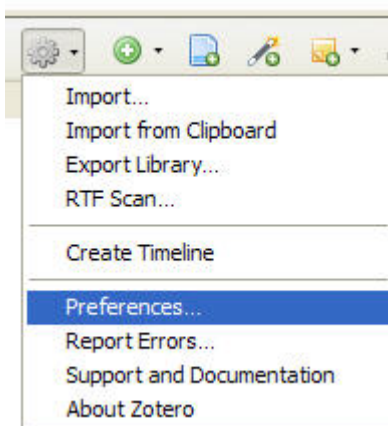 Import...
Import from Clipboard
Export Library...
RTF Scan...
Create Timeline
Preferences...
Report Errors...
Support and Documentation
About Zotero